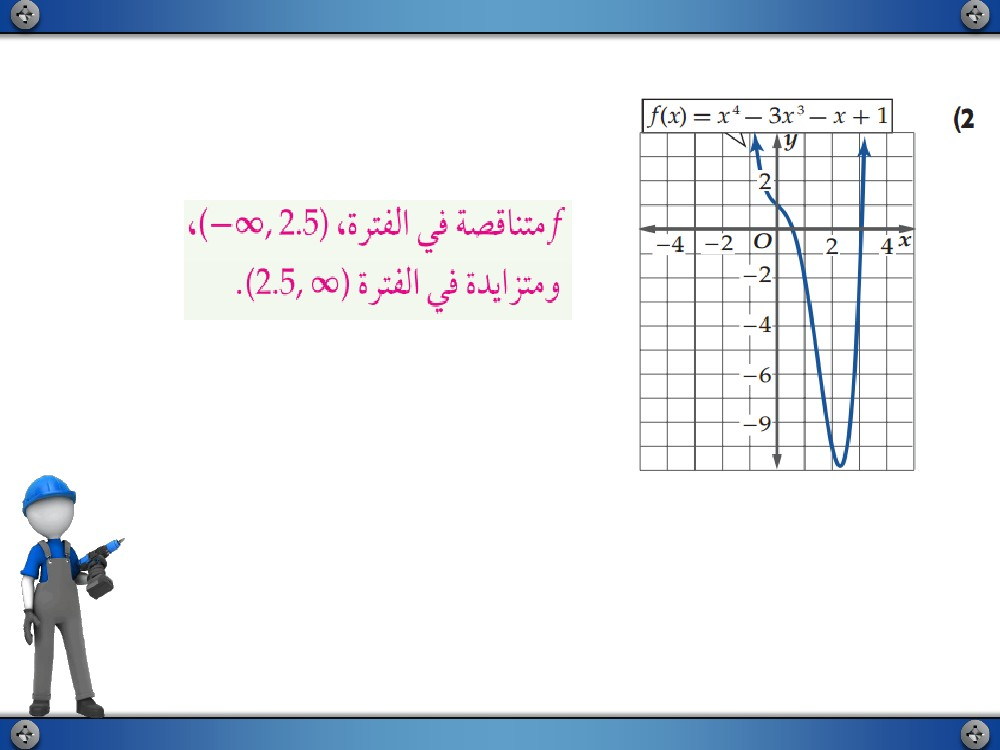 (2
f(x) = x⁴ − 3x³ − x + 1
y
2
−4 −2 O 2 4 x
−2
−4
−6
−9
f متناقصة في الفترة، (−∞, 2.5)،
ومتزايدة في الفترة (2.5, ∞).